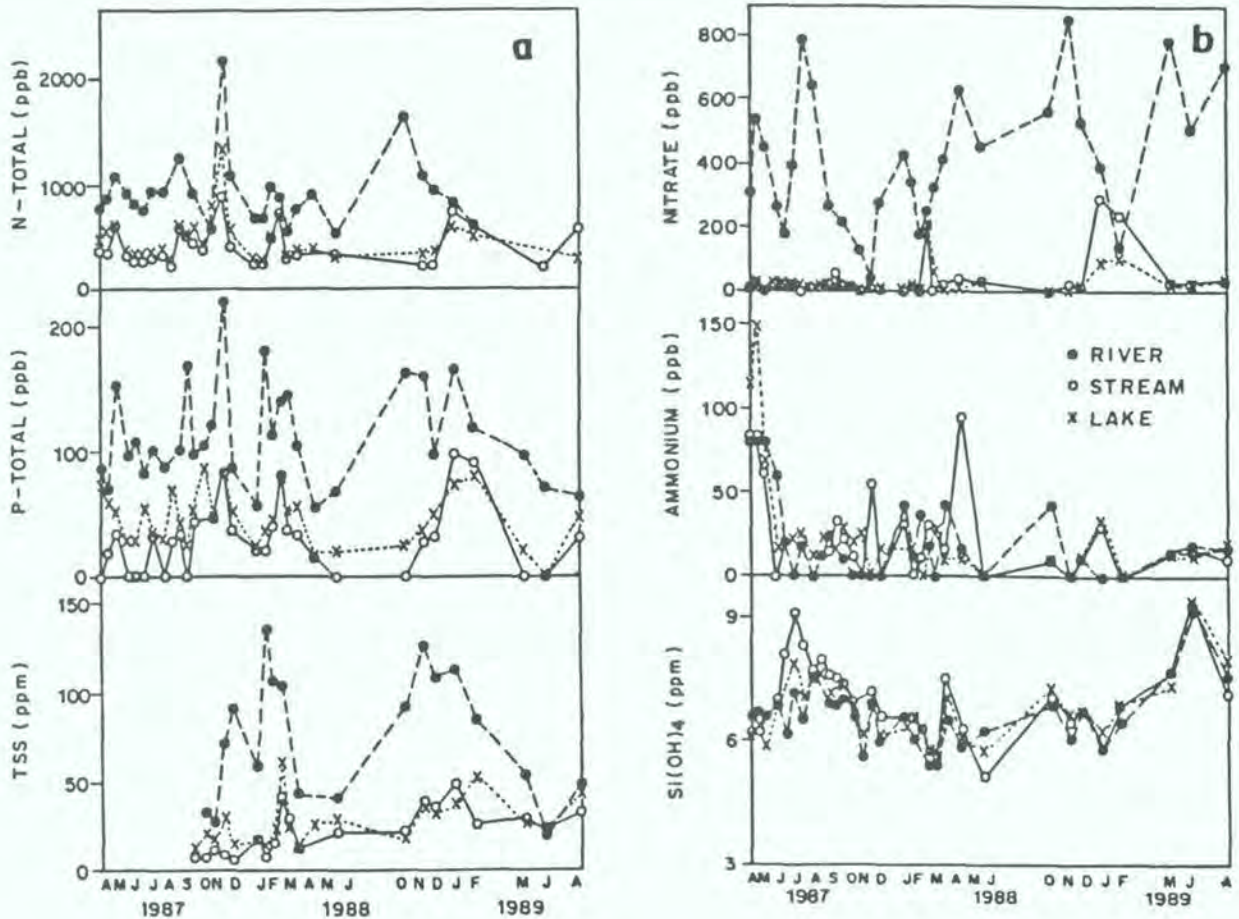 a
N-TOTAL (ppb)
2000
1000
0
P-TOTAL (ppb)
200
100
0
TSS (ppm)
150
100
50
0
A M J J A S O N D J F M A M J O N D J F M J A
1987 1988 1989
b
NTRATE (ppb)
800
600
400
200
0
AMMONIUM (ppb)
150
100
50
0
RIVER
STREAM
LAKE
Si(OH)4 (ppm)
9
6
3
A M J J A S O N D J F M A M J O N D J F M J A
1987 1988 1989